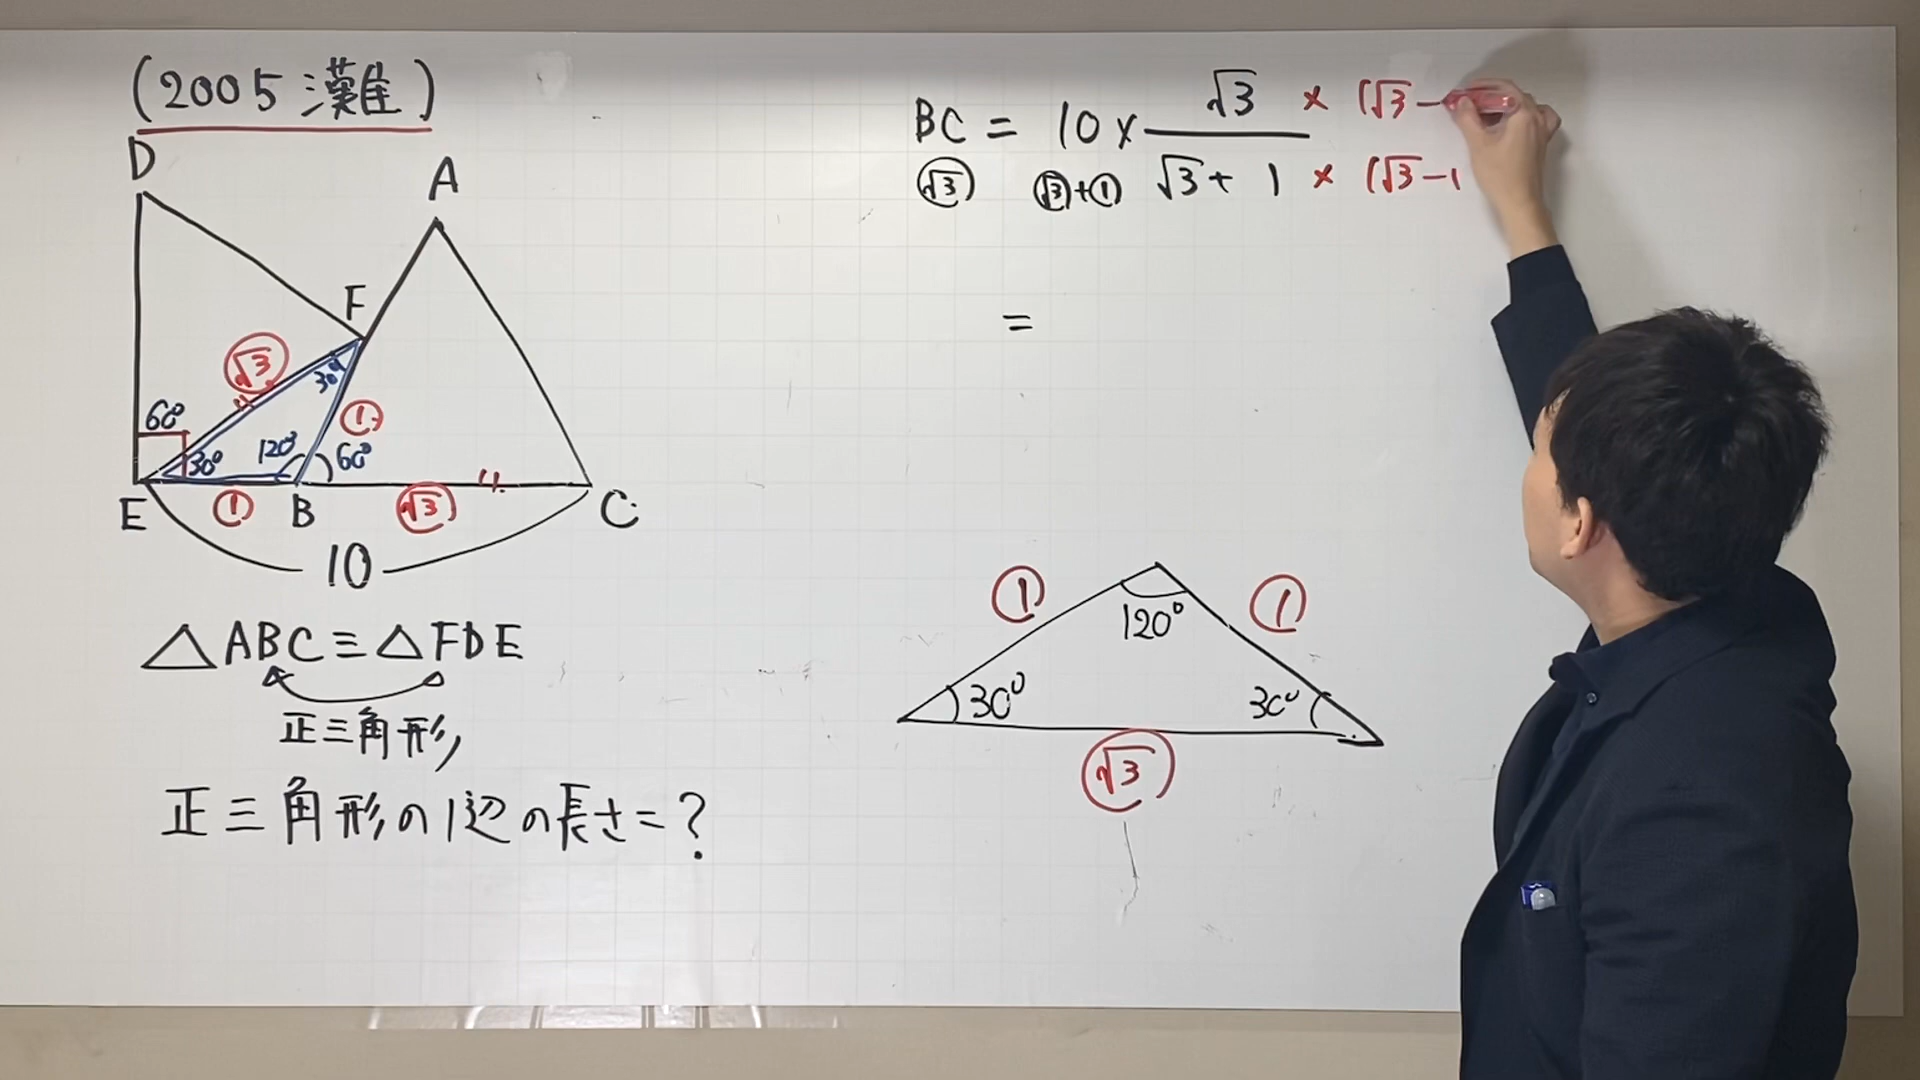 (2005 灘)
D
A
F
√3
30°
1
60°
30°
120°
60°
E
1
B
√3
C
10
△ABC≡△FDE
正三角形
正三角形の1辺の長さ=?
BC = 10 × √3 × (√3 −
√3 √3 + 1 √3 + 1 × (√3−1
=
1
1
120°
30°
30°
√3